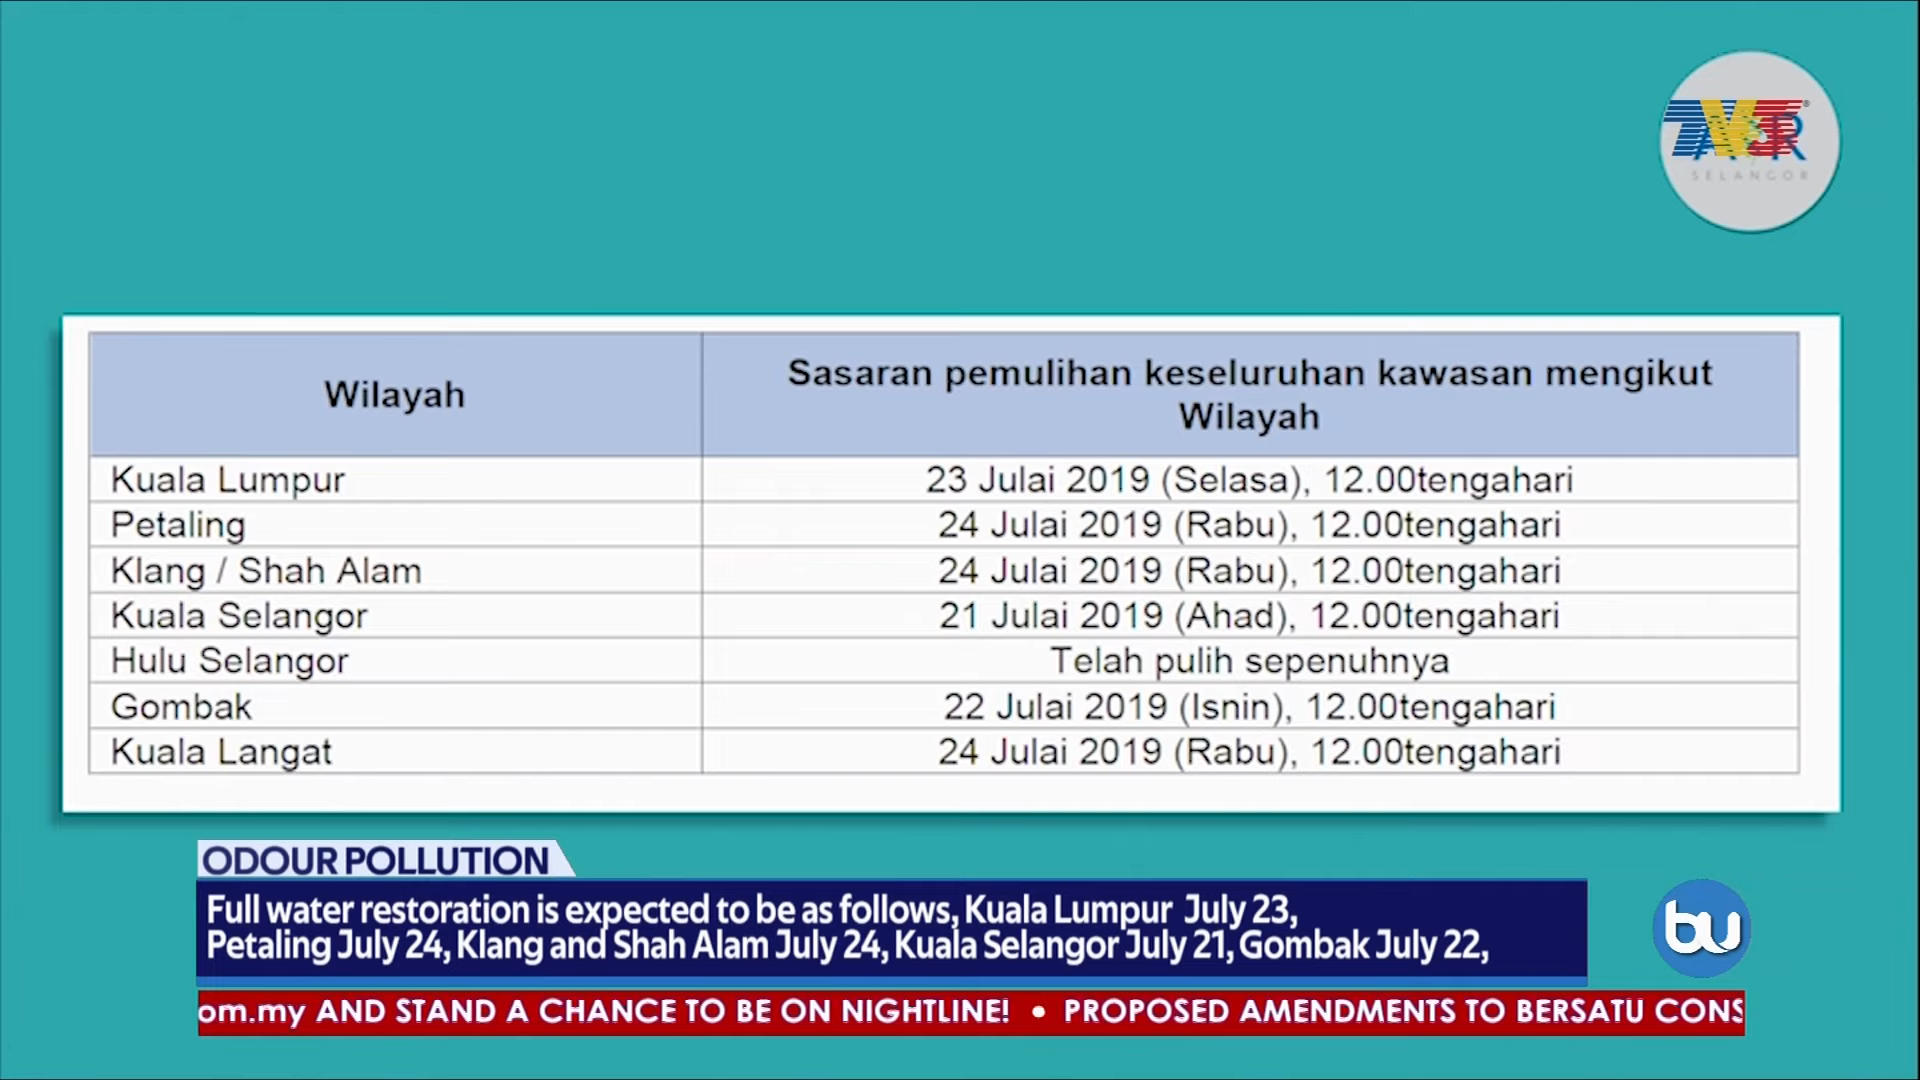 TV3
SELANGOR
Wilayah
Sasaran pemulihan keseluruhan kawasan mengikut
Wilayah
Kuala Lumpur
23 Julai 2019 (Selasa), 12.00tengahari
Petaling
24 Julai 2019 (Rabu), 12.00tengahari
Klang / Shah Alam
24 Julai 2019 (Rabu), 12.00tengahari
Kuala Selangor
21 Julai 2019 (Ahad), 12.00tengahari
Hulu Selangor
Telah pulih sepenuhnya
Gombak
22 Julai 2019 (Isnin), 12.00tengahari
Kuala Langat
24 Julai 2019 (Rabu), 12.00tengahari
ODOUR POLLUTION
Full water restoration is expected to be as follows, Kuala Lumpur July 23,
Petaling July 24, Klang and Shah Alam July 24, Kuala Selangor July 21, Gombak July 22,
bu
om.my AND STAND A CHANCE TO BE ON NIGHTLINE! • PROPOSED AMENDMENTS TO BERSATU CONS